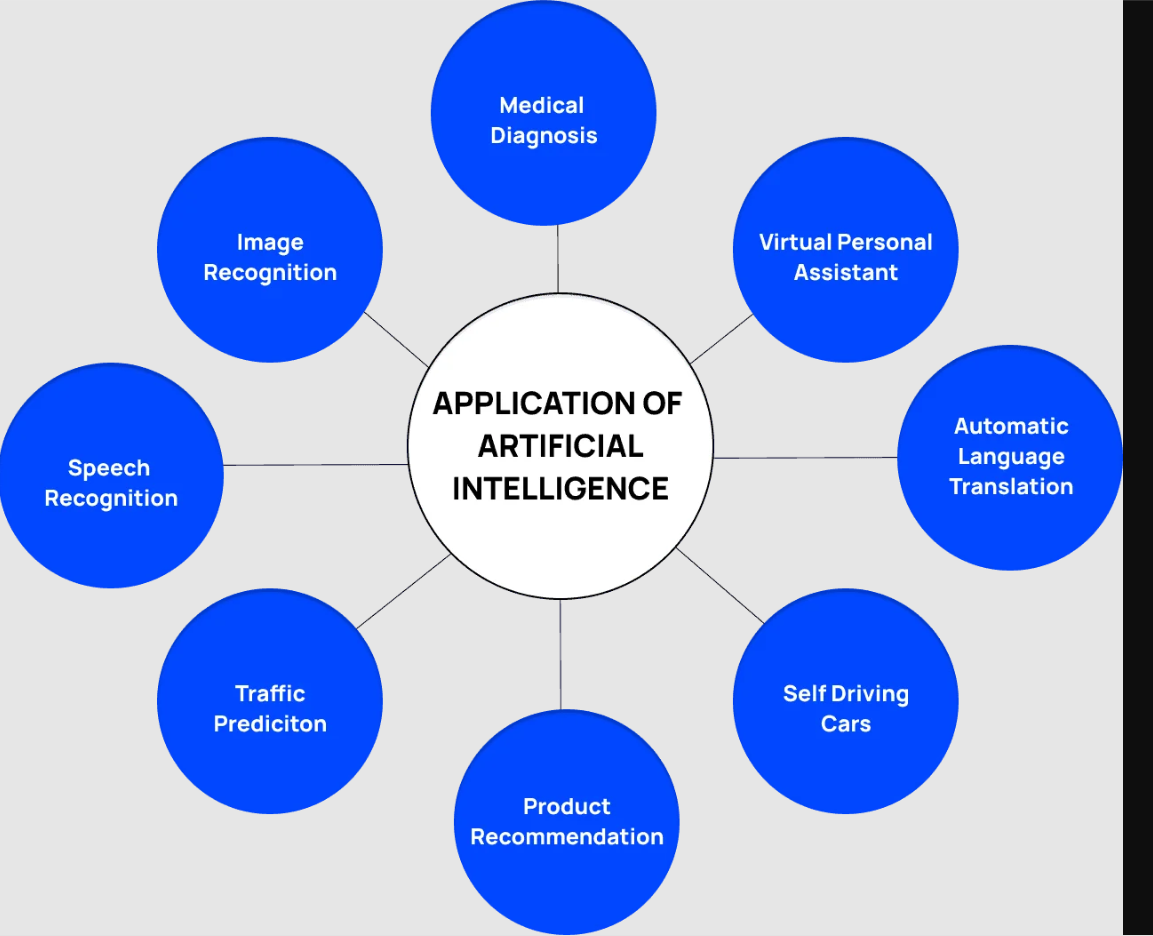 Medical
Diagnosis
Image
Recognition
Virtual Personal
Assistant
APPLICATION OF
ARTIFICIAL
INTELLIGENCE
Speech
Recognition
Automatic
Language
Translation
Traffic
Prediciton
Self Driving
Cars
Product
Recommendation